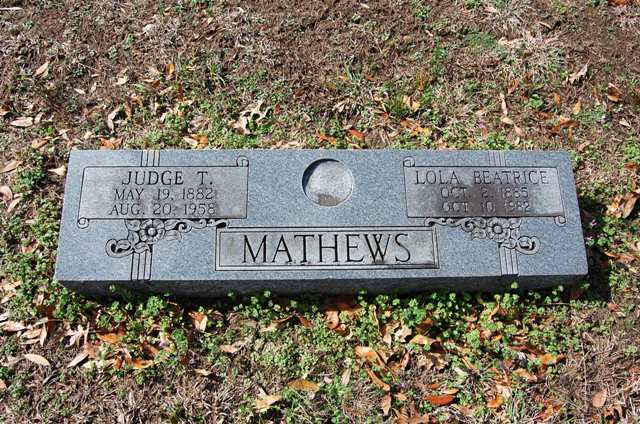 JUDGE T.
MAY 19, 1882
AUG. 20, 1958
LOLA BEATRICE
OCT. 2, 1885
OCT. 10, 1982
MATHEWS